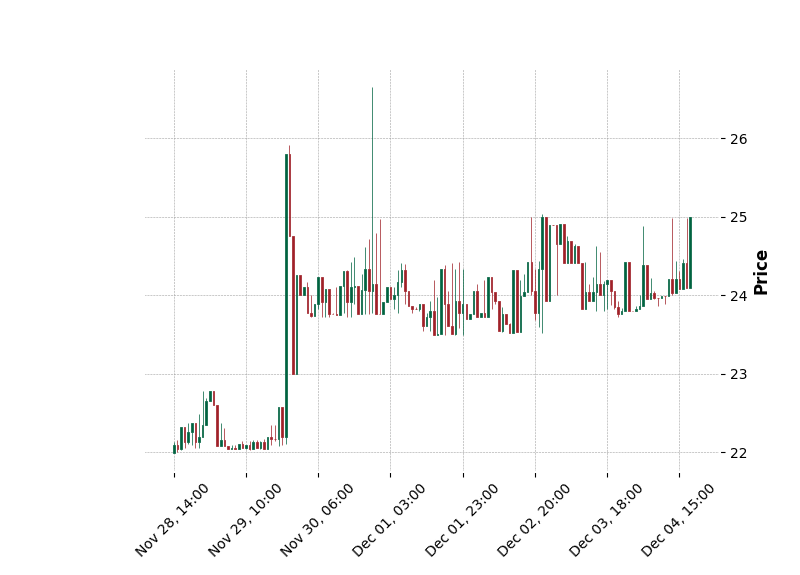 26
25
24
23
22
Price
Nov 28, 14:00
Nov 29, 10:00
Nov 30, 06:00
Dec 01, 03:00
Dec 01, 23:00
Dec 02, 20:00
Dec 03, 18:00
Dec 04, 15:00